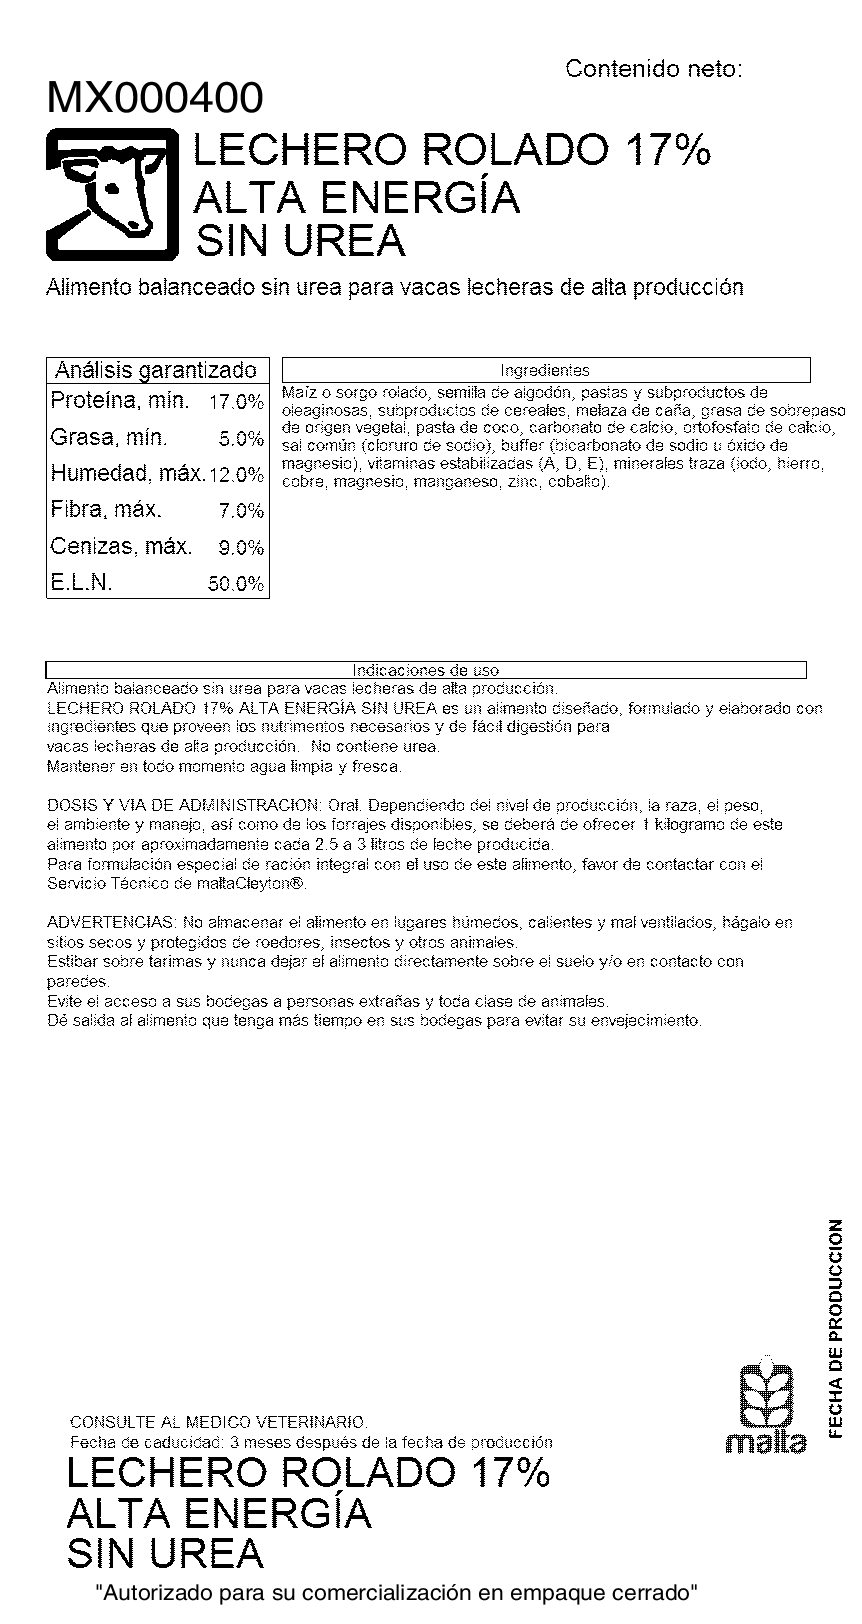 Contenido neto:
MX000400
LECHERO ROLADO 17%
ALTA ENERGÍA
SIN UREA
Alimento balanceado sin urea para vacas lecheras de alta producción
Análisis garantizado
Proteína, mín. 17.0%
Grasa, mín. 5.0%
Humedad, máx. 12.0%
Fibra, máx. 7.0%
Cenizas, máx. 9.0%
E.L.N. 50.0%
Ingredientes
Maíz o sorgo rolado, semilla de algodón, pastas y subproductos de
oleaginosas, subproductos de cereales, melaza de caña, grasa de sobrepaso
de origen vegetal, pasta de coco, carbonato de calcio, ortofosfato de calcio,
sal común (cloruro de sodio), buffer (bicarbonato de sodio u óxido de
magnesio), vitaminas estabilizadas (A, D, E), minerales traza (iodo, hierro,
cobre, magnesio, manganeso, zinc, cobalto).
Indicaciones de uso
Alimento balanceado sin urea para vacas lecheras de alta producción.
LECHERO ROLADO 17% ALTA ENERGÍA SIN UREA es un alimento diseñado, formulado y elaborado con
ingredientes que proveen los nutrimentos necesarios y de fácil digestión para
vacas lecheras de alta producción. No contiene urea.
Mantener en todo momento agua limpia y fresca.
DOSIS Y VIA DE ADMINISTRACION: Oral. Dependiendo del nivel de producción, la raza, el peso,
el ambiente y manejo, así como de los forrajes disponibles, se deberá de ofrecer 1 kilogramo de este
alimento por aproximadamente cada 2.5 a 3 litros de leche producida.
Para formulación especial de ración integral con el uso de este alimento, favor de contactar con el
Servicio Técnico de maltaCleyton®.
ADVERTENCIAS: No almacenar el alimento en lugares húmedos, calientes y mal ventilados, hágalo en
sitios secos y protegidos de roedores, insectos y otros animales.
Estibar sobre tarimas y nunca dejar el alimento directamente sobre el suelo y/o en contacto con
paredes.
Evite el acceso a sus bodegas a personas extrañas y toda clase de animales.
Dé salida al alimento que tenga más tiempo en sus bodegas para evitar su envejecimiento.
FECHA DE PRODUCCION
malta
CONSULTE AL MEDICO VETERINARIO.
Fecha de caducidad: 3 meses después de la fecha de producción
LECHERO ROLADO 17%
ALTA ENERGÍA
SIN UREA
"Autorizado para su comercialización en empaque cerrado"